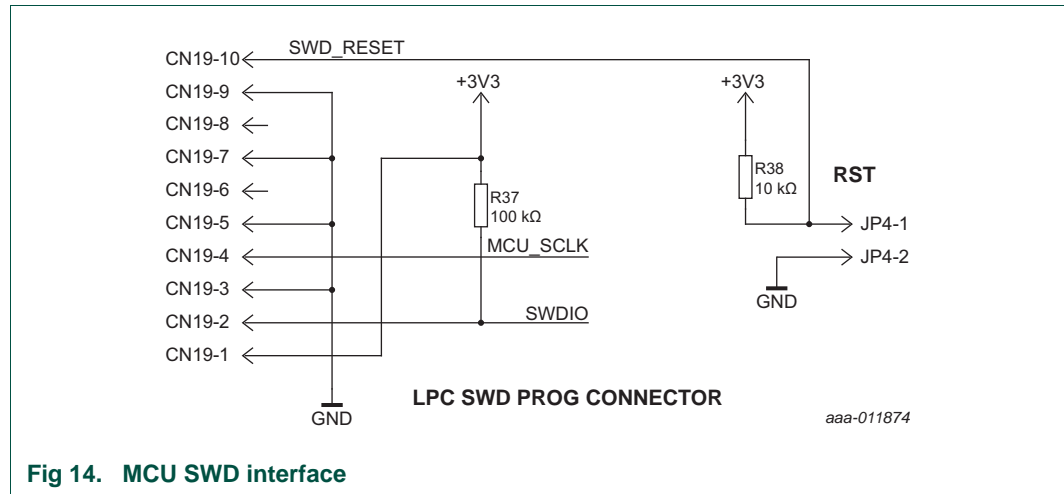 SWD_RESET
CN19-10
CN19-9
CN19-8
CN19-7
CN19-6
CN19-5
CN19-4
CN19-3
CN19-2
CN19-1
+3V3
R37
100 kΩ
MCU_SCLK
SWDIO
GND
+3V3
R38
10 kΩ
RST
JP4-1
JP4-2
GND
LPC SWD PROG CONNECTOR
aaa-011874
Fig 14. MCU SWD interface